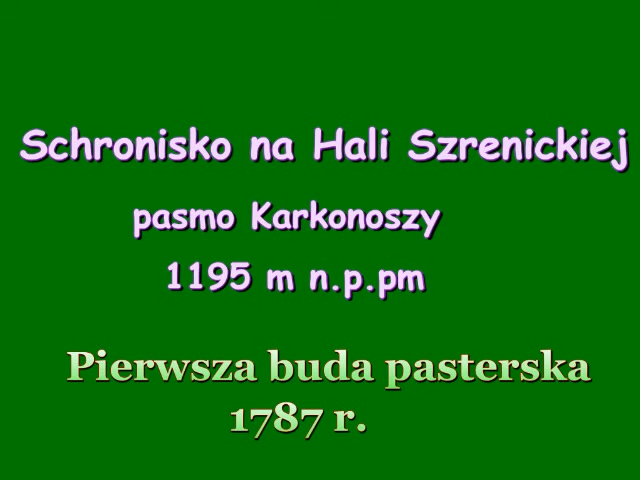 Schronisko na Hali Szrenickiej
pasmo Karkonoszy
1195 m n.p.pm
Pierwsza buda pasterska
1787 r.